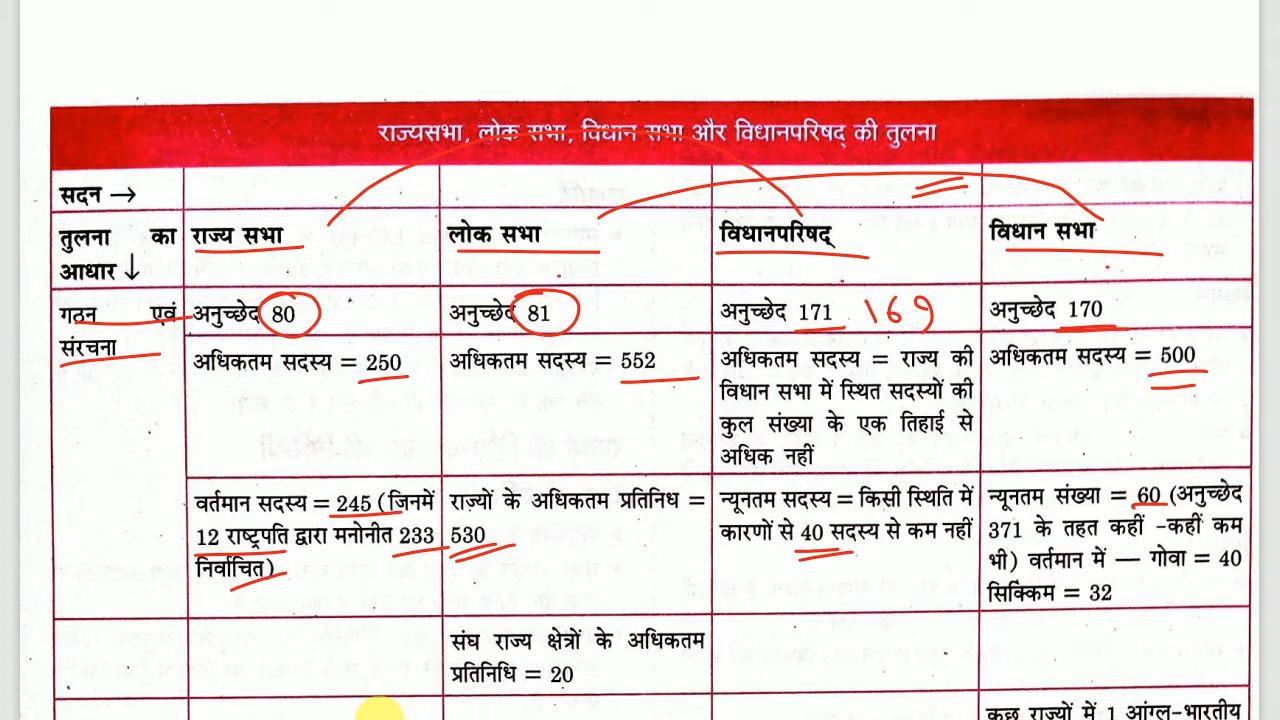 राज्यसभा, लोक सभा, विधान सभा और विधानपरिषद् की तुलना
सदन →
तुलना का
आधार ↓
राज्य सभा
लोक सभा
विधानपरिषद्
विधान सभा
गठन एवं
संरचना
अनुच्छेद 80
अनुच्छेद 81
अनुच्छेद 171 169
अनुच्छेद 170
अधिकतम सदस्य = 250
अधिकतम सदस्य = 552
अधिकतम सदस्य = राज्य की
विधान सभा में स्थित सदस्यों की
कुल संख्या के एक तिहाई से
अधिक नहीं
अधिकतम सदस्य = 500
वर्तमान सदस्य = 245 (जिनमें
12 राष्ट्रपति द्वारा मनोनीत 233
निर्वाचित)
राज्यों के अधिकतम प्रतिनिध =
530
न्यूनतम सदस्य = किसी स्थिति में
कारणों से 40 सदस्य से कम नहीं
न्यूनतम संख्या = 60 (अनुच्छेद
371 के तहत कहीं -कहीं कम
भी) वर्तमान में — गोवा = 40
सिक्किम = 32
संघ राज्य क्षेत्रों के अधिकतम
प्रतिनिधि = 20
कुछ राज्यों में 1 आंग्ल-भारतीय